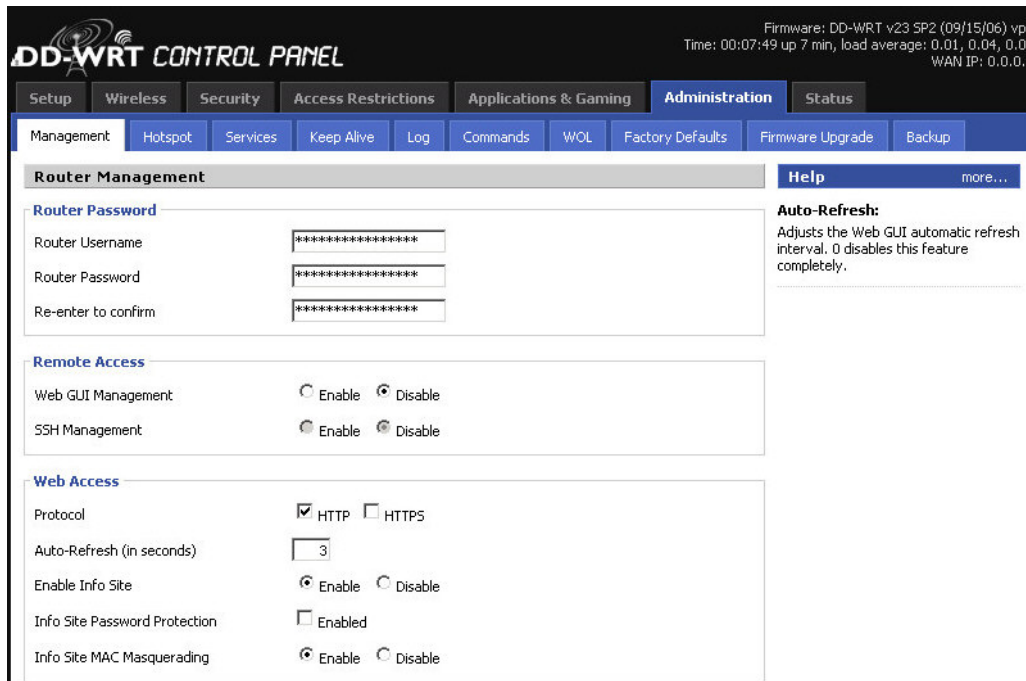 DD-WRT CONTROL PANEL
Firmware: DD-WRT v23 SP2 (09/15/06) vp
Time: 00:07:49 up 7 min, load average: 0.01, 0.04, 0.0
WAN IP: 0.0.0.
Setup Wireless Security Access Restrictions Applications & Gaming Administration Status
Management Hotspot Services Keep Alive Log Commands WOL Factory Defaults Firmware Upgrade Backup
Router Management
Router Password
Router Username ****************
Router Password ****************
Re-enter to confirm ****************
Remote Access
Web GUI Management Enable Disable
SSH Management Enable Disable
Web Access
Protocol HTTP HTTPS
Auto-Refresh (in seconds) 3
Enable Info Site Enable Disable
Info Site Password Protection Enabled
Info Site MAC Masquerading Enable Disable
Help more...
Auto-Refresh:
Adjusts the Web GUI automatic refresh
interval. 0 disables this feature
completely.